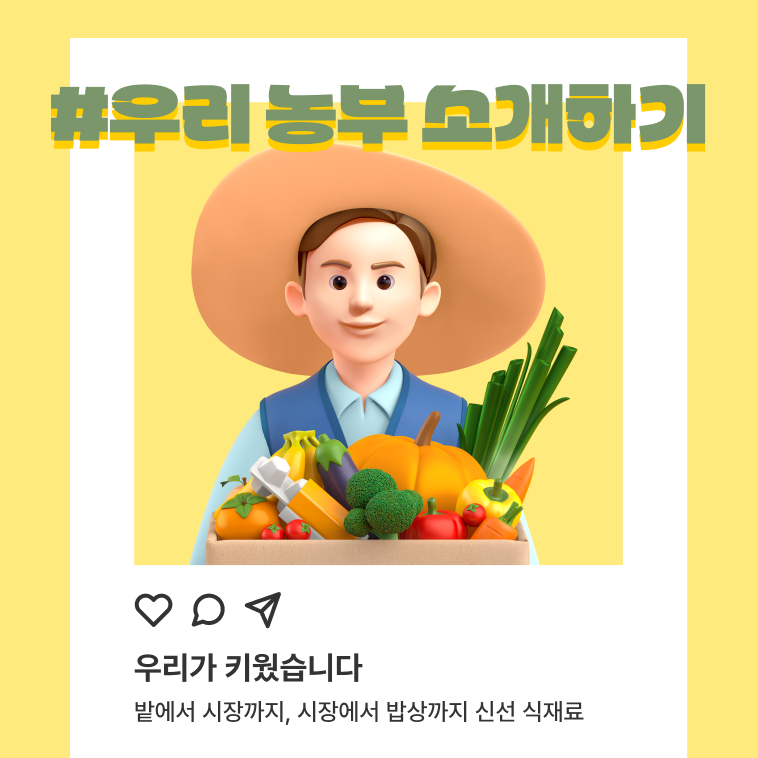 #우리 농부 소개하기
우리가 키웠습니다
밭에서 시장까지, 시장에서 밥상까지 신선 식재료